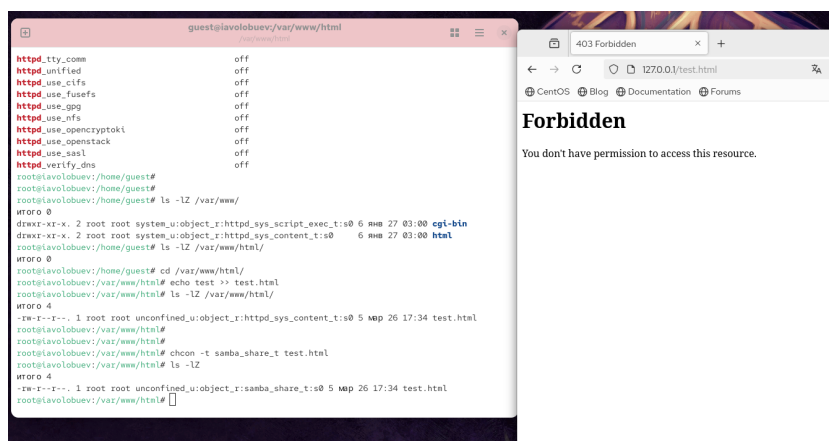 guest@iavolobuev:/var/www/html
/var/www/html
httpd_tty_comm off
httpd_unified off
httpd_use_cifs off
httpd_use_fusefs off
httpd_use_gpg off
httpd_use_nfs off
httpd_use_opencryptoki off
httpd_use_openstack off
httpd_use_sasl off
httpd_verify_dns off
root@iavolobuev:/home/guest#
root@iavolobuev:/home/guest#
root@iavolobuev:/home/guest# ls -lZ /var/www/
итого 0
drwxr-xr-x. 2 root root system_u:object_r:httpd_sys_script_exec_t:s0 6 янв 27 03:00 cgi-bin
drwxr-xr-x. 2 root root system_u:object_r:httpd_sys_content_t:s0 6 янв 27 03:00 html
root@iavolobuev:/home/guest# ls -lZ /var/www/html/
итого 0
root@iavolobuev:/home/guest# cd /var/www/html/
root@iavolobuev:/var/www/html# echo test >> test.html
root@iavolobuev:/var/www/html# ls -lZ /var/www/html/
итого 4
-rw-r--r--. 1 root root unconfined_u:object_r:httpd_sys_content_t:s0 5 мар 26 17:34 test.html
root@iavolobuev:/var/www/html#
root@iavolobuev:/var/www/html#
root@iavolobuev:/var/www/html# chcon -t samba_share_t test.html
root@iavolobuev:/var/www/html# ls -lZ
итого 4
-rw-r--r--. 1 root root unconfined_u:object_r:samba_share_t:s0 5 мар 26 17:34 test.html
root@iavolobuev:/var/www/html#
403 Forbidden
127.0.0.1/test.html
CentOS Blog Documentation Forums
Forbidden
You don't have permission to access this resource.